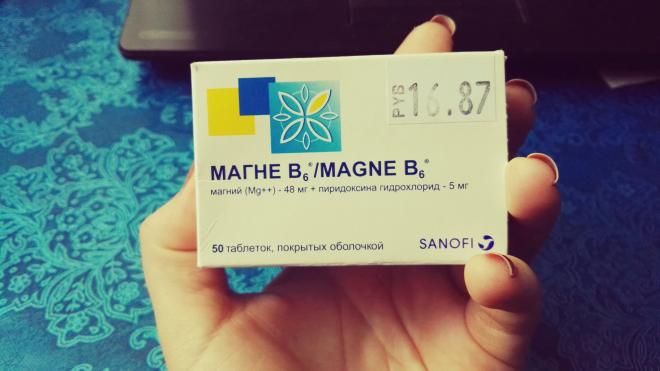 РУБ 16.87
МАГНЕ B₆®/MAGNE B₆®
магний (Mg++) - 48 мг + пиридоксина гидрохлорид - 5 мг
50 таблеток, покрытых оболочкой
SANOFI